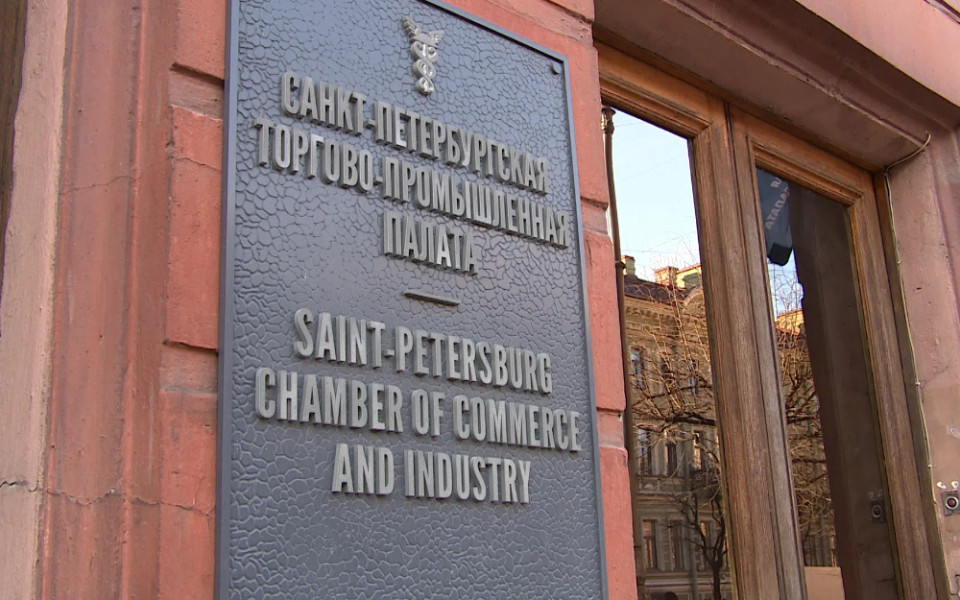 САНКТ-ПЕТЕРБУРГСКАЯ
ТОРГОВО-ПРОМЫШЛЕННАЯ
ПАЛАТА
SAINT-PETERSBURG
CHAMBER OF COMMERCE
AND INDUSTRY